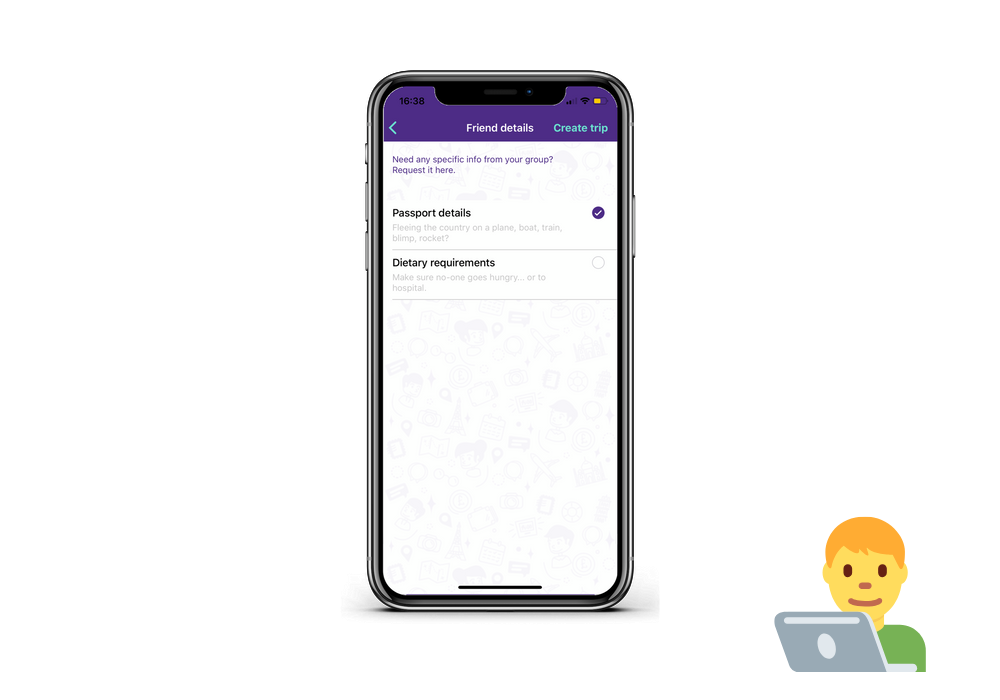 16:38
Friend details
Create trip
Need any specific info from your group?
Request it here.
Passport details
Fleeing the country on a plane, boat, train,
blimp, rocket?
Dietary requirements
Make sure no-one goes hungry... or to
hospital.